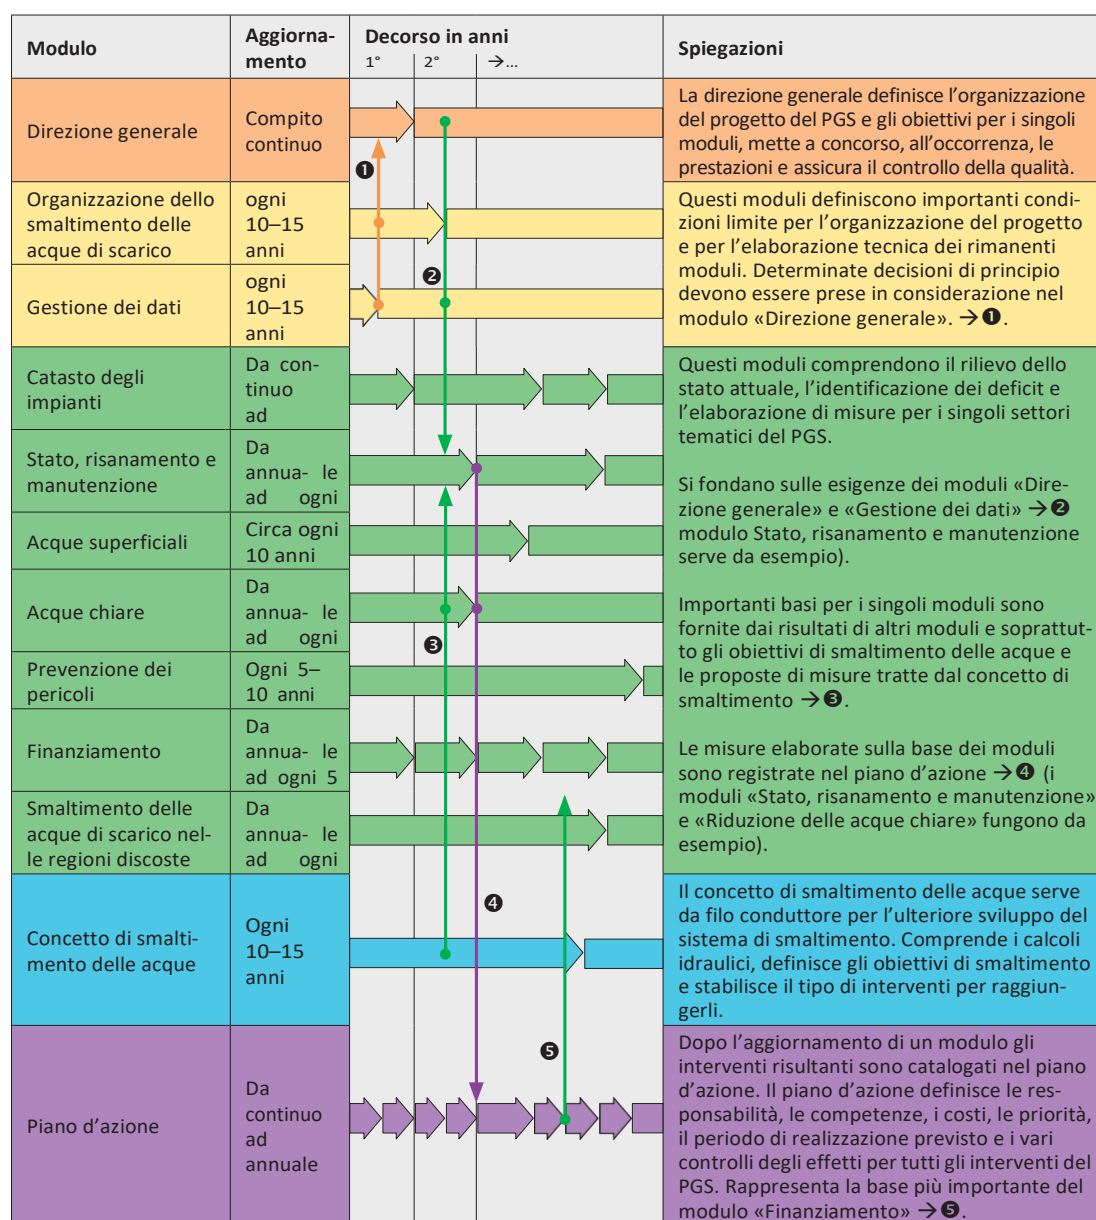 Modulo
Aggiorna-
mento
Decorso in anni
1° 2° →...
Spiegazioni
Direzione generale
Compito
continuo
La direzione generale definisce l'organizzazione
del progetto del PGS e gli obiettivi per i singoli
moduli, mette a concorso, all'occorrenza, le
prestazioni e assicura il controllo della qualità.
❶
Organizzazione dello
smaltimento delle
acque di scarico
ogni
10–15
anni
Questi moduli definiscono importanti condi-
zioni limite per l'organizzazione del progetto
e per l'elaborazione tecnica dei rimanenti
moduli. Determinate decisioni di principio
devono essere prese in considerazione nel
modulo «Direzione generale». →❶.
❷
Gestione dei dati
ogni
10–15
anni
Catasto degli
impianti
Da con-
tinuo
ad
Questi moduli comprendono il rilievo dello
stato attuale, l'identificazione dei deficit e
l'elaborazione di misure per i singoli settori
tematici del PGS.
Stato, risanamento e
manutenzione
Da
annua- le
ad ogni
Si fondano sulle esigenze dei moduli «Dire-
zione generale» e «Gestione dei dati» →❷
modulo Stato, risanamento e manutenzione
serve da esempio).
Acque superficiali
Circa ogni
10 anni
Acque chiare
Da
annua- le
ad ogni
❸
Importanti basi per i singoli moduli sono
fornite dai risultati di altri moduli e soprattut-
to gli obiettivi di smaltimento delle acque e
le proposte di misure tratte dal concetto di
smaltimento →❸.
Prevenzione dei
pericoli
Ogni 5–
10 anni
Finanziamento
Da
annua- le
ad ogni 5
Le misure elaborate sulla base dei moduli
sono registrate nel piano d'azione →❹ (i
moduli «Stato, risanamento e manutenzione»
e «Riduzione delle acque chiare» fungono da
esempio).
Smaltimento delle
acque di scarico nel-
le regioni discoste
Da
annua- le
ad ogni
❹
Concetto di smalti-
mento delle acque
Ogni
10–15
anni
Il concetto di smaltimento delle acque serve
da filo conduttore per l'ulteriore sviluppo del
sistema di smaltimento. Comprende i calcoli
idraulici, definisce gli obiettivi di smaltimento
e stabilisce il tipo di interventi per raggiun-
gerli.
❺
Piano d'azione
Da
continuo
ad
annuale
Dopo l'aggiornamento di un modulo gli
interventi risultanti sono catalogati nel piano
d'azione. Il piano d'azione definisce le res-
ponsabilità, le competenze, i costi, le priorità,
il periodo di realizzazione previsto e i vari
controlli degli effetti per tutti gli interventi del
PGS. Rappresenta la base più importante del
modulo «Finanziamento» →❺.